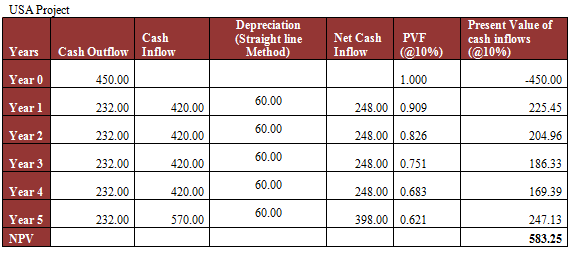 USA Project
Years Cash Outflow Cash Inflow Depreciation (Straight line Method) Net Cash Inflow PVF (@10%) Present Value of cash inflows (@10%)
Year 0 450.00 1.000 -450.00
Year 1 232.00 420.00 60.00 248.00 0.909 225.45
Year 2 232.00 420.00 60.00 248.00 0.826 204.96
Year 3 232.00 420.00 60.00 248.00 0.751 186.33
Year 4 232.00 420.00 60.00 248.00 0.683 169.39
Year 5 232.00 570.00 60.00 398.00 0.621 247.13
NPV 583.25